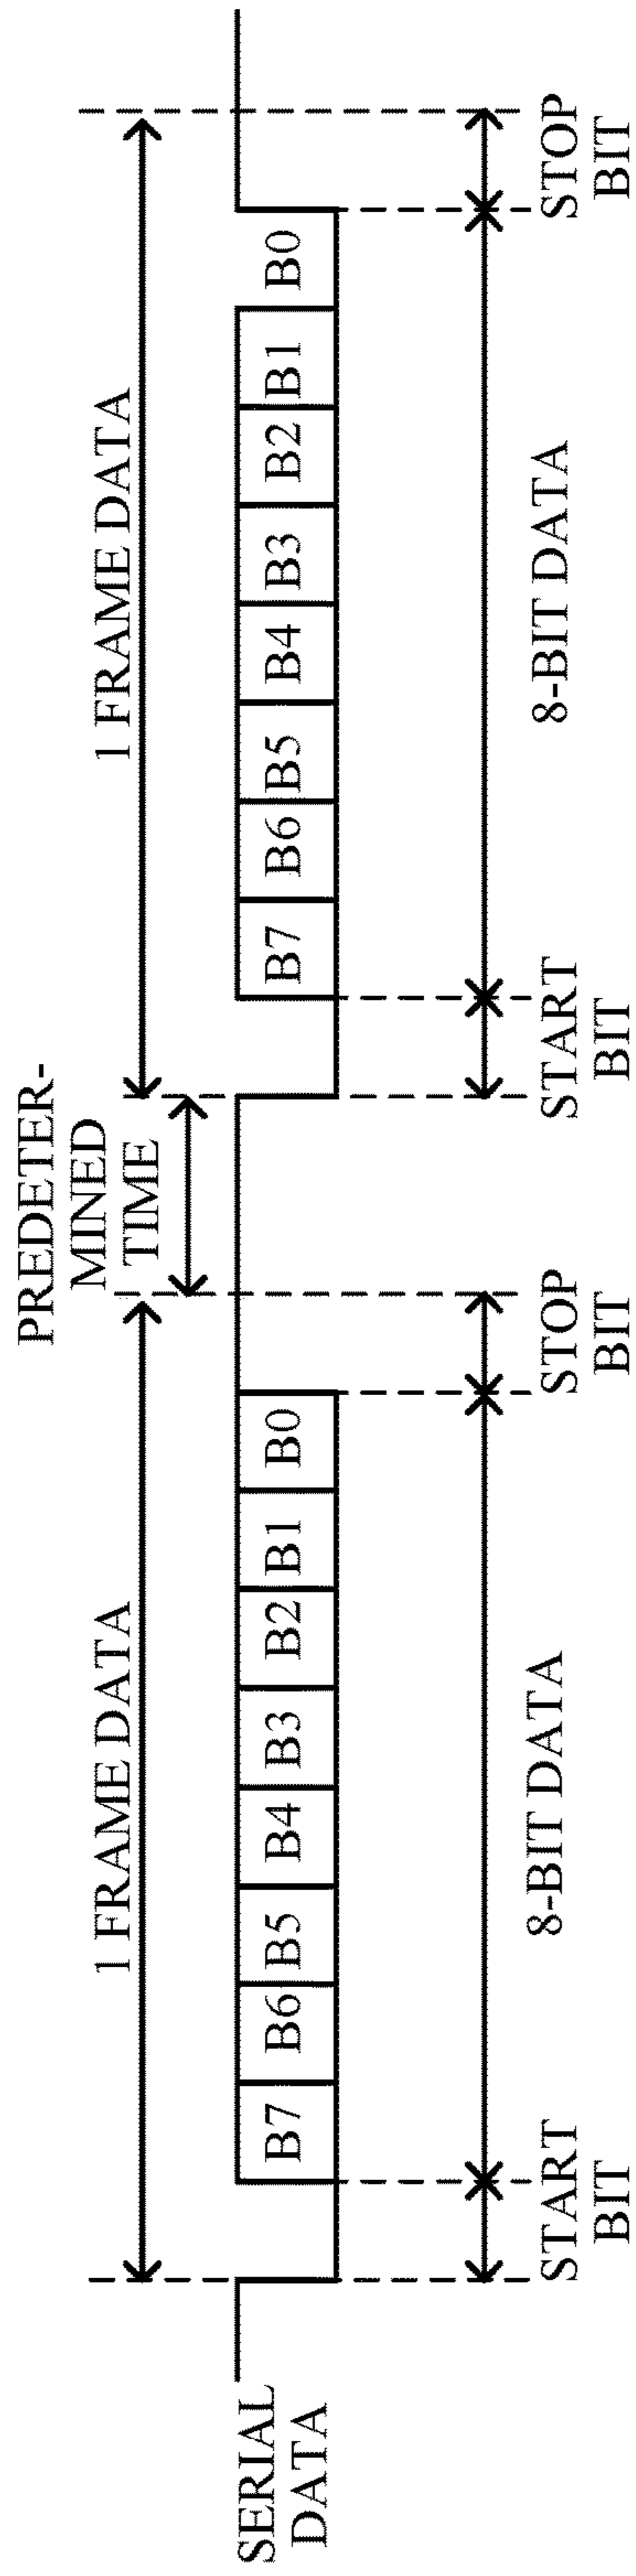 PREDETER-
MINED
TIME
1 FRAME DATA
1 FRAME DATA
SERIAL
DATA
B7 B6 B5 B4 B3 B2 B1 B0
B7 B6 B5 B4 B3 B2 B1 B0
START
BIT
8-BIT DATA
STOP
BIT
START
BIT
8-BIT DATA
STOP
BIT